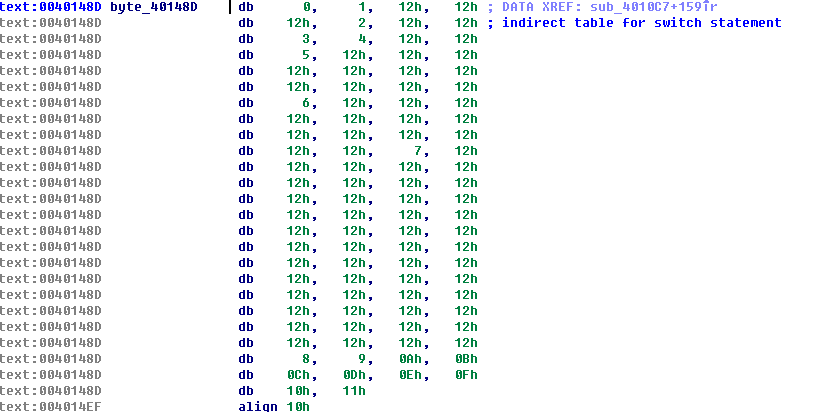 text:0040148D byte_40148D db 0, 1, 12h, 12h ; DATA XREF: sub_4010C7+159↑r
text:0040148D db 12h, 2, 12h, 12h ; indirect table for switch statement
text:0040148D db 3, 4, 12h, 12h
text:0040148D db 5, 12h, 12h, 12h
text:0040148D db 12h, 12h, 12h, 12h
text:0040148D db 12h, 12h, 12h, 12h
text:0040148D db 6, 12h, 12h, 12h
text:0040148D db 12h, 12h, 12h, 12h
text:0040148D db 12h, 12h, 12h, 12h
text:0040148D db 12h, 12h, 7, 12h
text:0040148D db 12h, 12h, 12h, 12h
text:0040148D db 12h, 12h, 12h, 12h
text:0040148D db 12h, 12h, 12h, 12h
text:0040148D db 12h, 12h, 12h, 12h
text:0040148D db 12h, 12h, 12h, 12h
text:0040148D db 12h, 12h, 12h, 12h
text:0040148D db 12h, 12h, 12h, 12h
text:0040148D db 12h, 12h, 12h, 12h
text:0040148D db 12h, 12h, 12h, 12h
text:0040148D db 12h, 12h, 12h, 12h
text:0040148D db 12h, 12h, 12h, 12h
text:0040148D db 12h, 12h, 12h, 12h
text:0040148D db 8, 9, 0Ah, 0Bh
text:0040148D db 0Ch, 0Dh, 0Eh, 0Fh
text:0040148D db 10h, 11h
text:004014EF align 10h